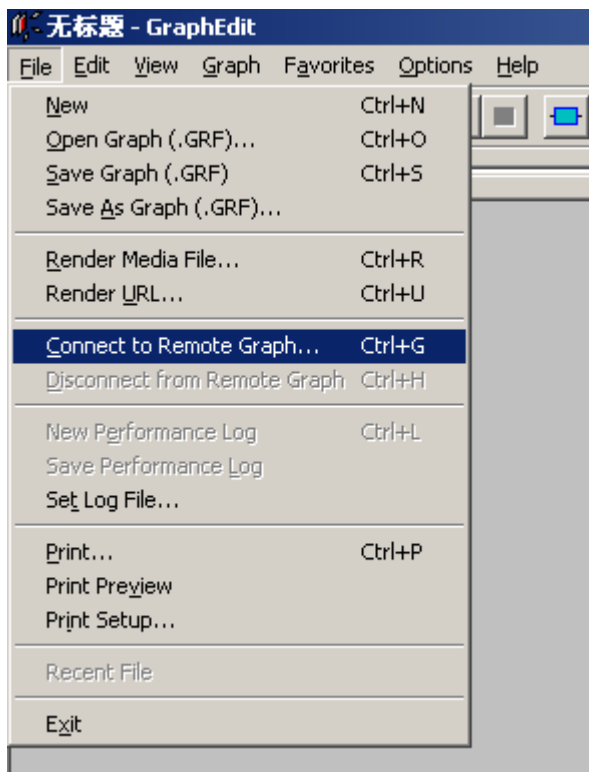 无标题 - GraphEdit
File Edit View Graph Favorites Options Help
New Ctrl+N
Open Graph (.GRF)... Ctrl+O
Save Graph (.GRF) Ctrl+S
Save As Graph (.GRF)...
Render Media File... Ctrl+R
Render URL... Ctrl+U
Connect to Remote Graph... Ctrl+G
Disconnect from Remote Graph Ctrl+H
New Performance Log Ctrl+L
Save Performance Log
Set Log File...
Print... Ctrl+P
Print Preview
Print Setup...
Recent File
Exit